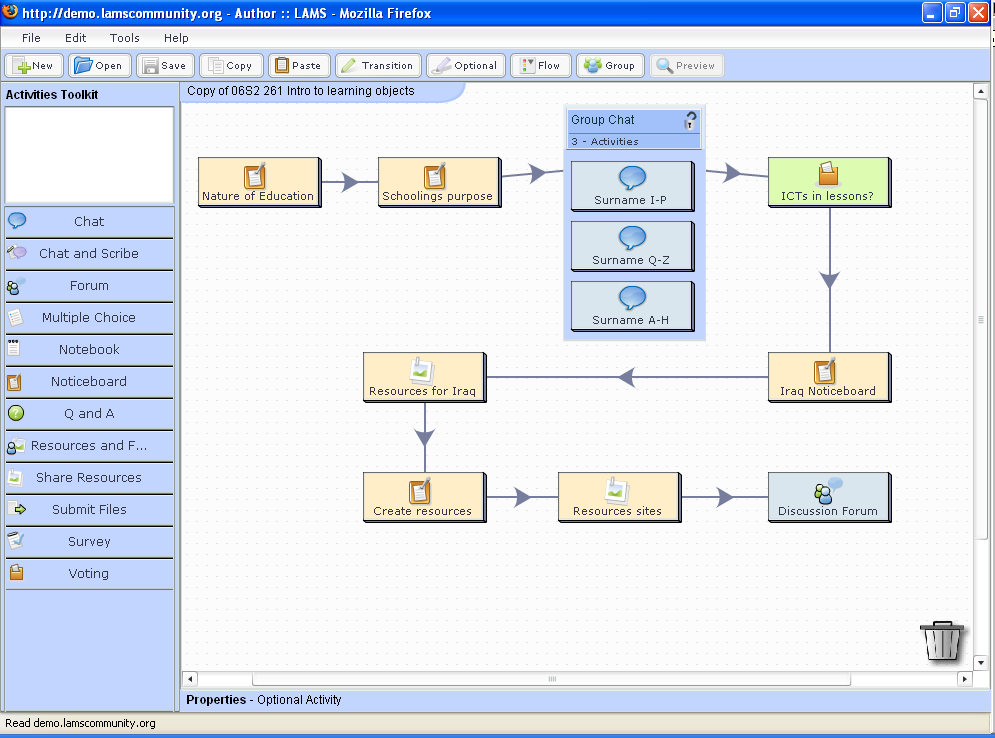 http://demo.lamscommunity.org - Author :: LAMS - Mozilla Firefox
File Edit Tools Help
New Open Save Copy Paste Transition Optional Flow Group Preview
Activities Toolkit
Copy of 06S2 261 Intro to learning objects
Chat
Chat and Scribe
Forum
Multiple Choice
Notebook
Noticeboard
Q and A
Resources and F...
Share Resources
Submit Files
Survey
Voting
Nature of Education
Schoolings purpose
Group Chat
3 - Activities
Surname I-P
Surname Q-Z
Surname A-H
ICTs in lessons?
Iraq Noticeboard
Resources for Iraq
Create resources
Resources sites
Discussion Forum
Properties - Optional Activity
Read demo.lamscommunity.org